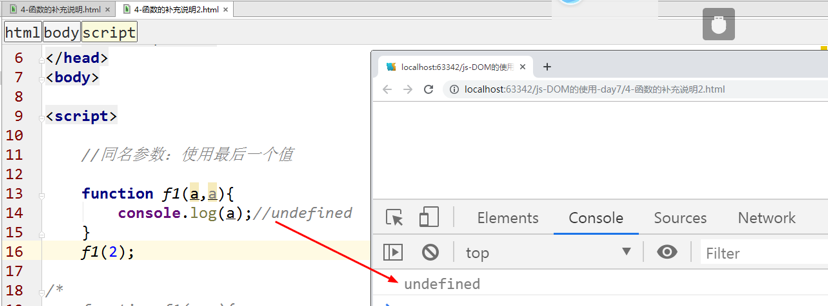 4-函数的补充说明.html × 4-函数的补充说明2.html ×
html body script
6 </head>
7 <body>
8
9 <script>
10
11 //同名参数：使用最后一个值
12
13 function f1(a,a){
14 console.log(a);//undefined
15 }
16 f1(2);
17
18 /*
localhost:63342/js-DOM的使用 × +
localhost:63342/js-DOM的使用-day7/4-函数的补充说明2.html
Elements Console Sources Network
top ▼ Filter
undefined